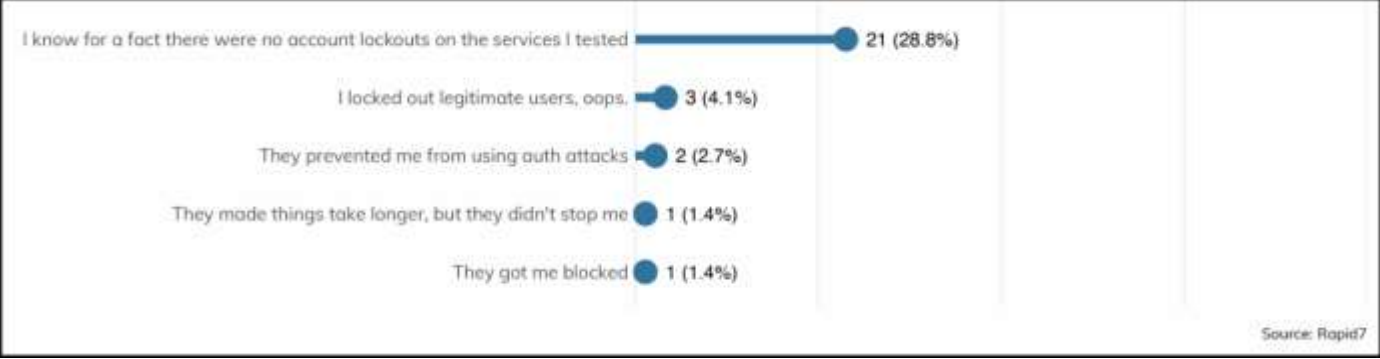 I know for a fact there were no account lockouts on the services I tested 21 (28.8%)
I locked out legitimate users, oops. 3 (4.1%)
They prevented me from using auth attacks 2 (2.7%)
They made things take longer, but they didn't stop me 1 (1.4%)
They got me blocked 1 (1.4%)
Source: Rapid7